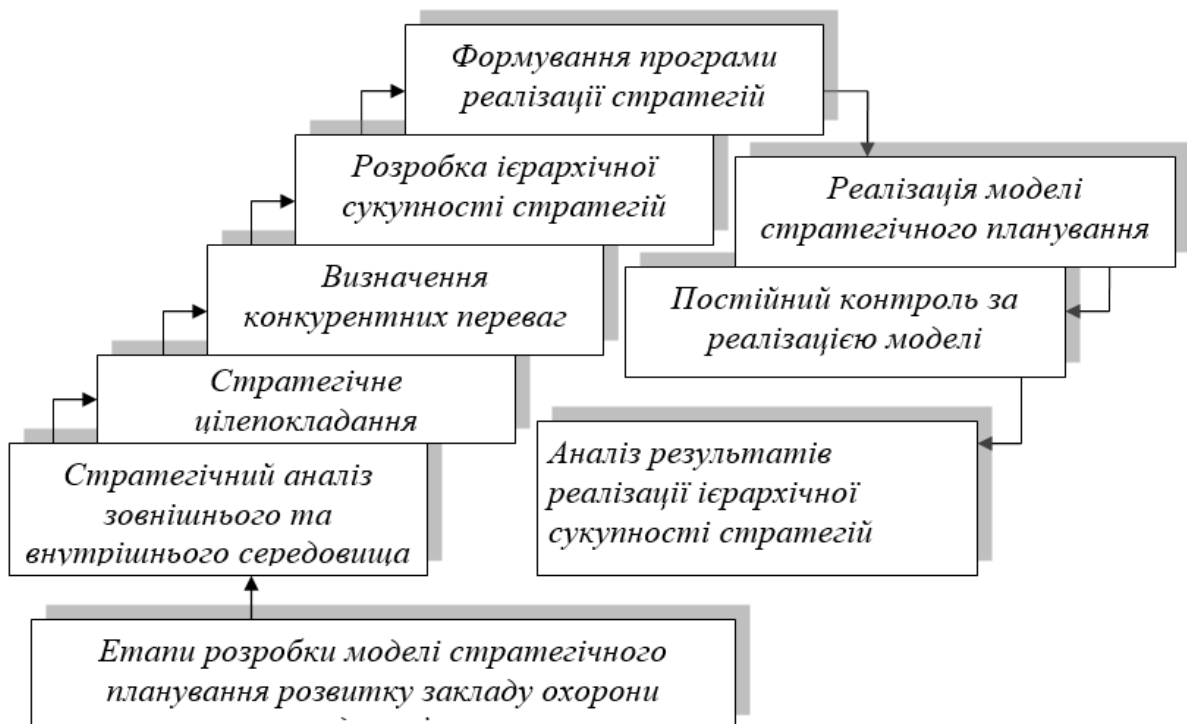 Формування програми
реалізації стратегій
Розробка ієрархічної
сукупності стратегій
Реалізація моделі
стратегічного планування
Визначення
конкурентних переваг
Постійний контроль за
реалізацією моделі
Стратегічне
цілепокладання
Стратегічний аналіз
зовнішнього та
внутрішнього середовища
Аналіз результатів
реалізації ієрархічної
сукупності стратегій
Етапи розробки моделі стратегічного
планування розвитку закладу охорони